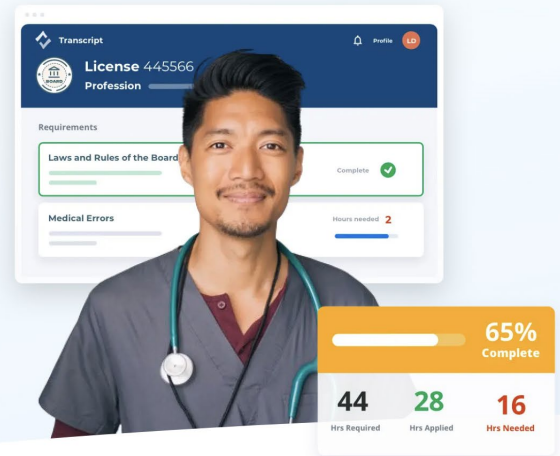 Transcript
Profile LD
License 445566
BOARD
Profession
Requirements
Laws and Rules of the Board
Complete
Medical Errors
Hours needed 2
65%
Complete
44 28 16
Hrs Required Hrs Applied Hrs Needed